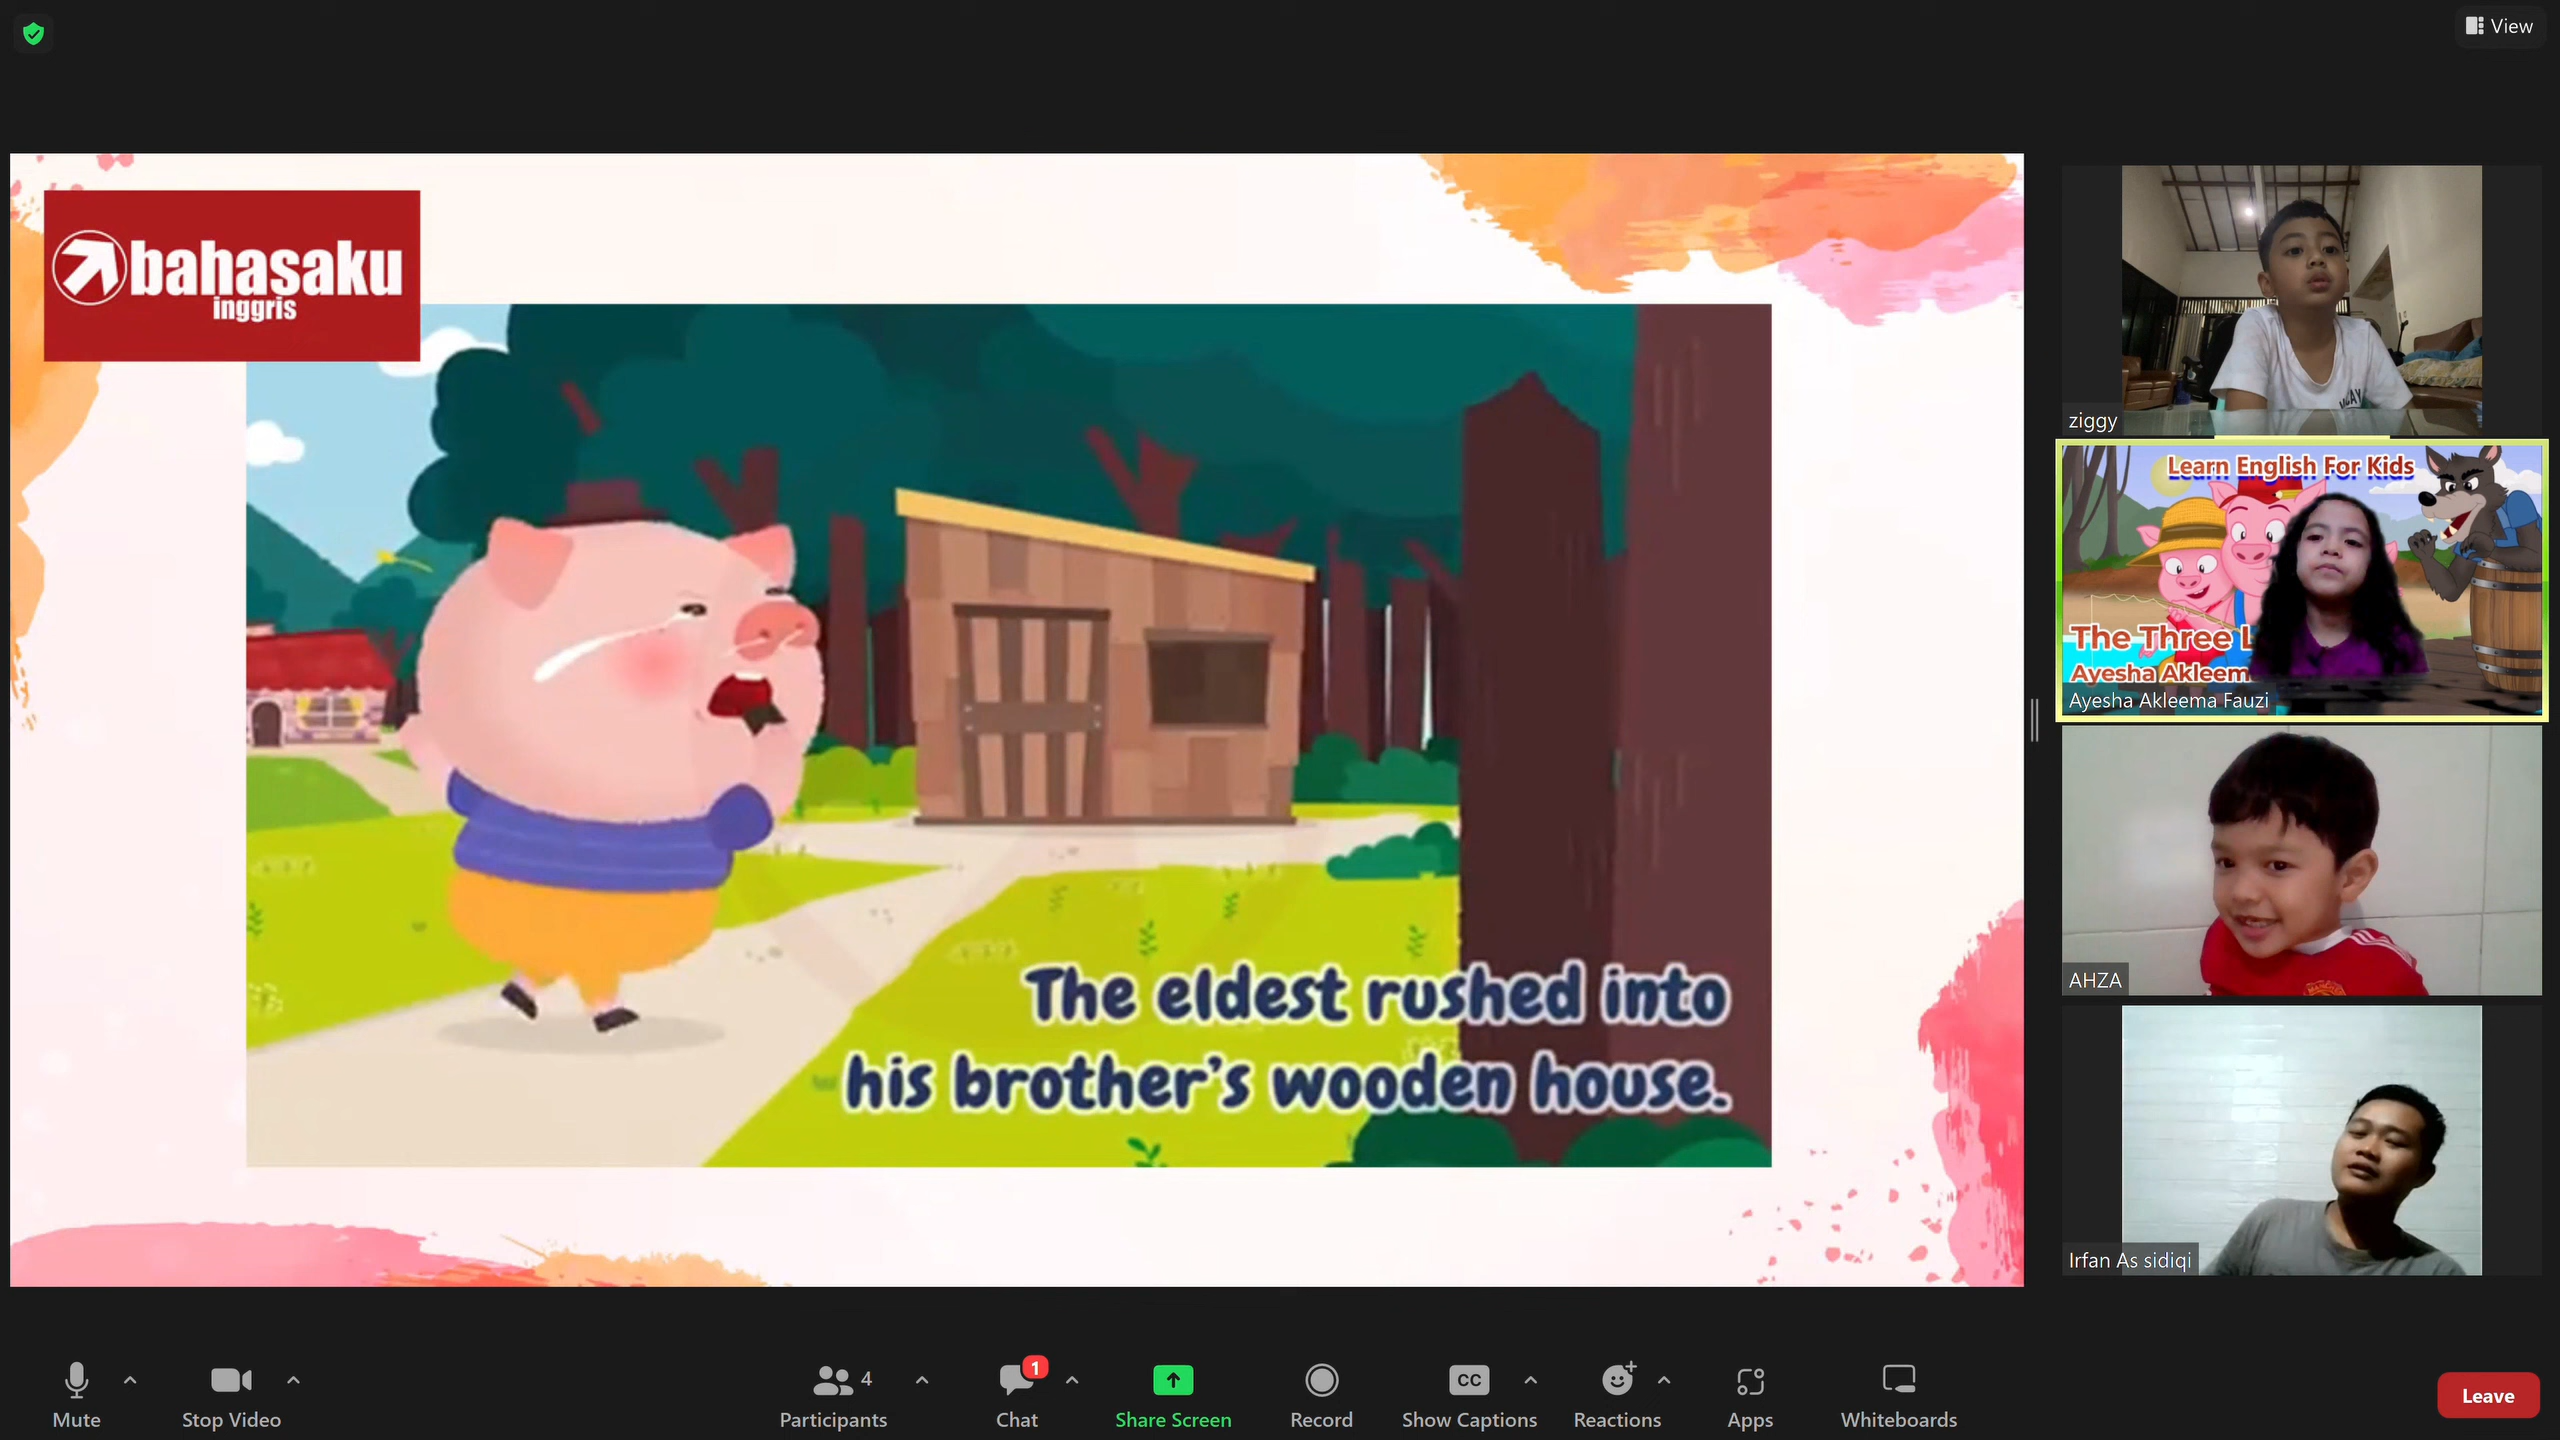 View
bahasaku
inggris
The eldest rushed into
his brother's wooden house.
ziggy
Learn English For Kids
The Three L
Ayesha Akleem
Ayesha Akleema Fauzi
AHZA
Irfan As sidiqi
Mute
Stop Video
4
Participants
1
Chat
Share Screen
Record
CC
Show Captions
Reactions
Apps
Whiteboards
Leave